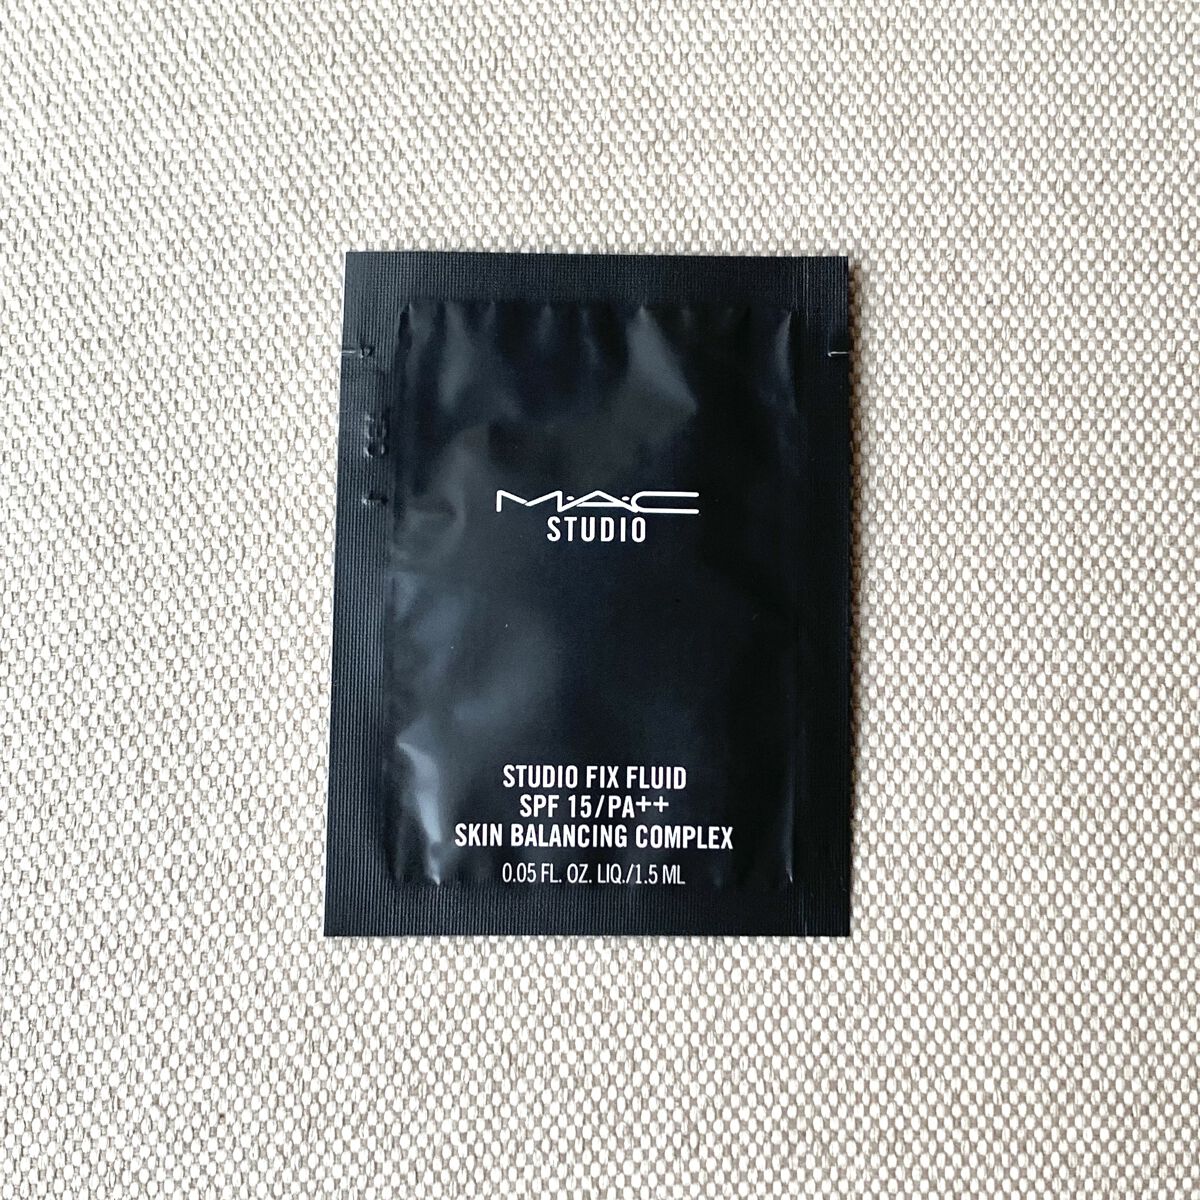 M·A·C
STUDIO
STUDIO FIX FLUID
SPF 15/PA++
SKIN BALANCING COMPLEX
0.05 FL. OZ. LIQ./1.5 ML